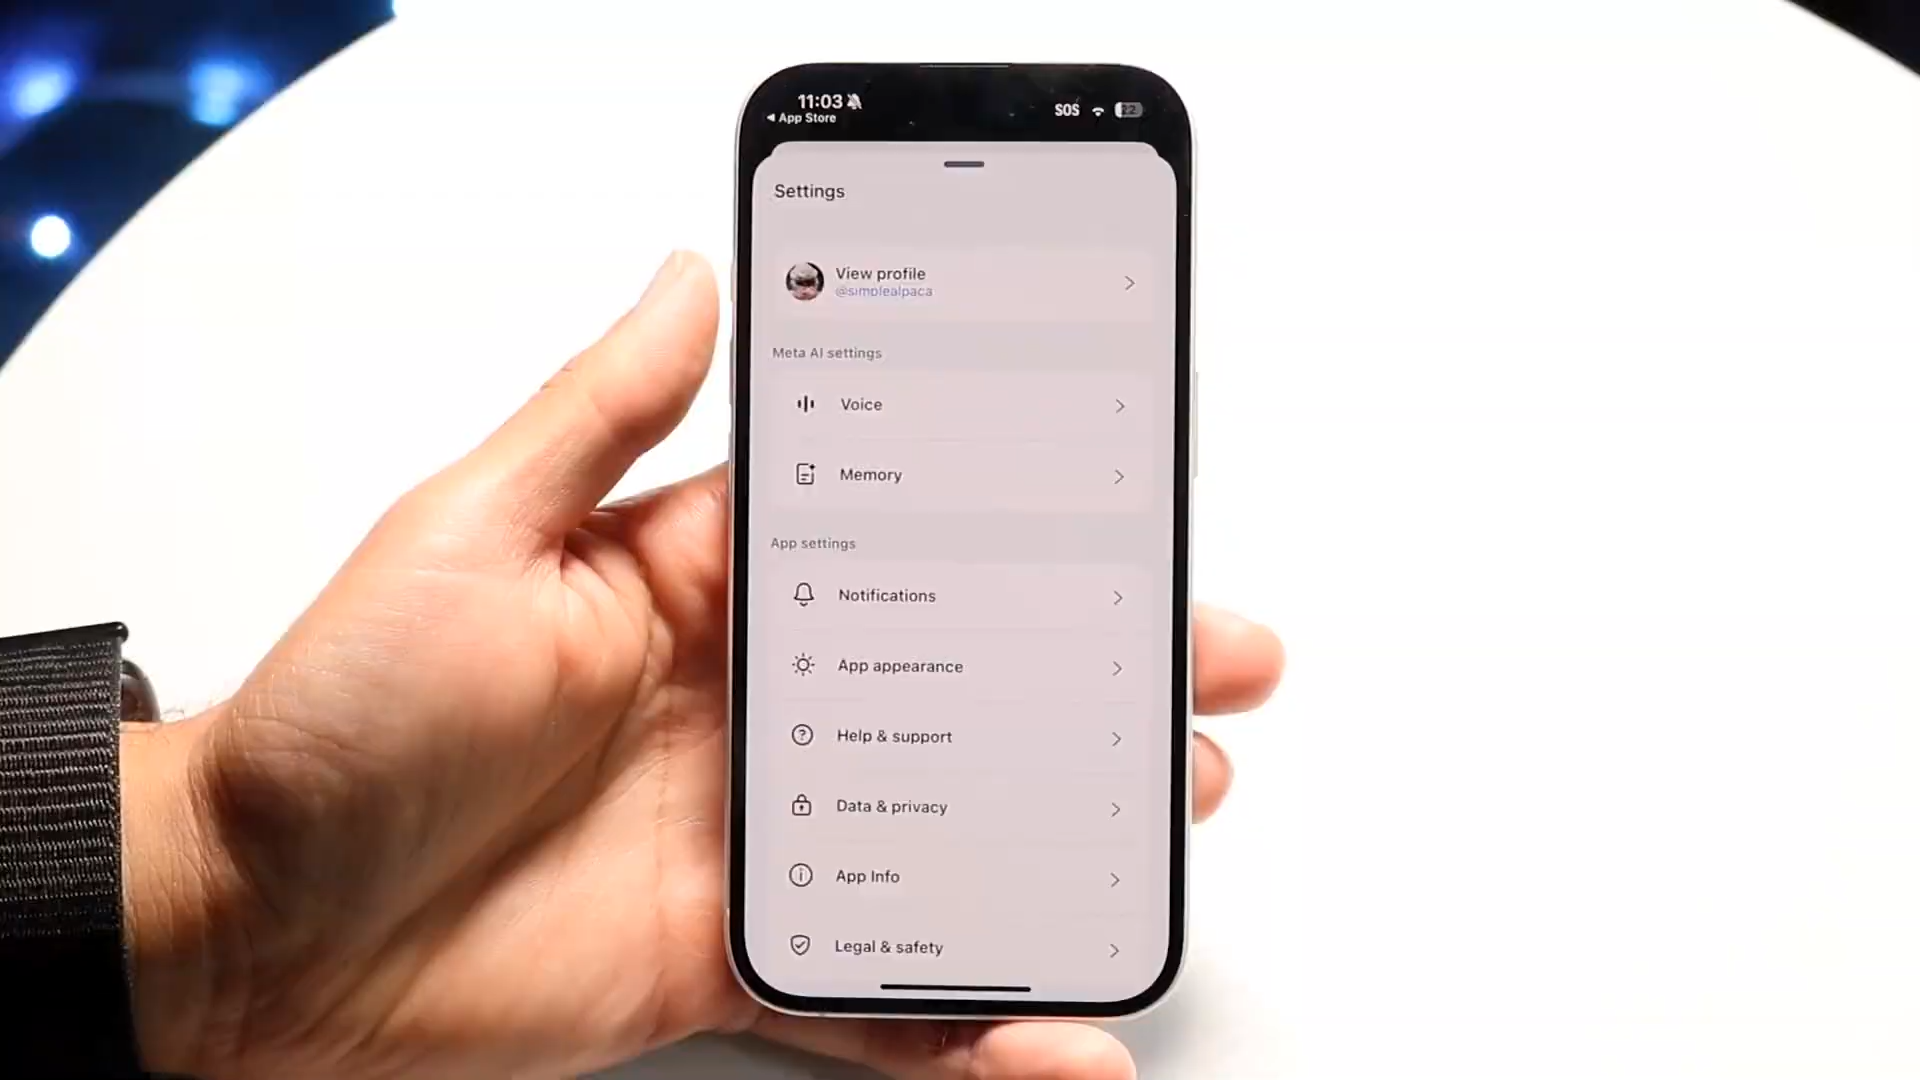 11:03
SOS
22
◀ App Store
Settings
View profile
@simplealpaca
Meta AI settings
Voice
Memory
App settings
Notifications
App appearance
Help & support
Data & privacy
App Info
Legal & safety